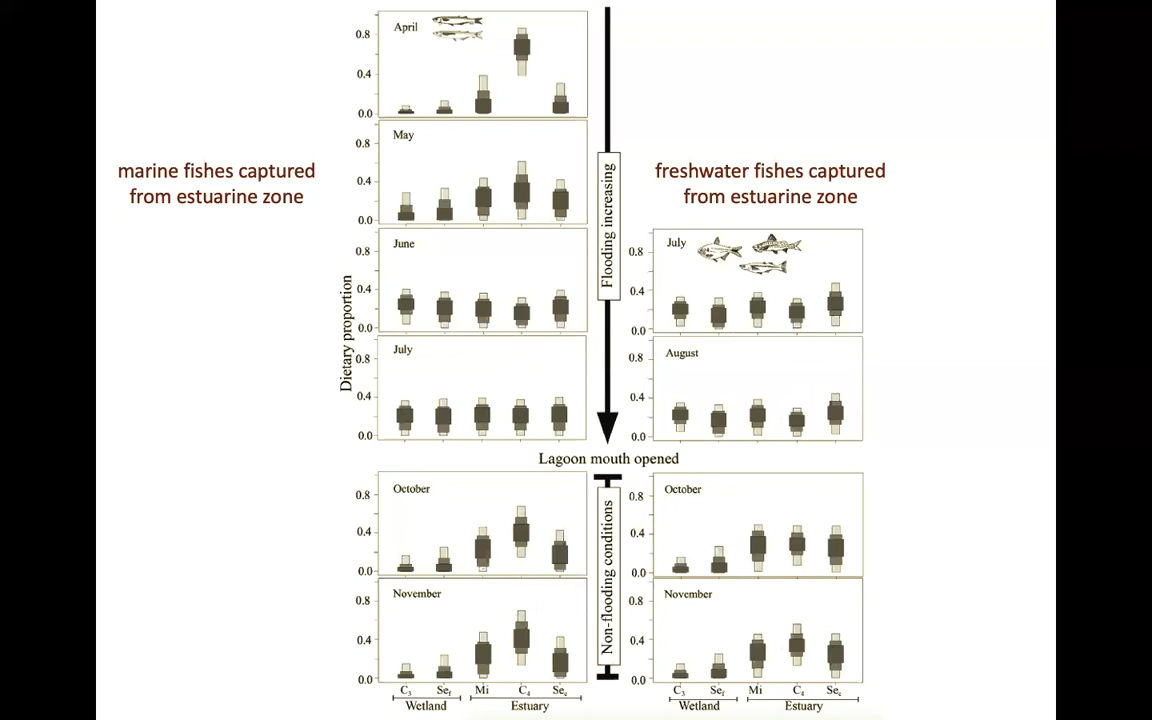 marine fishes captured
from estuarine zone
freshwater fishes captured
from estuarine zone
Dietary proportion
April
0.8
0.4
0.0
May
0.8
0.4
0.0
June
0.8
0.4
0.0
July
0.8
0.4
0.0
Flooding increasing
July
0.8
0.4
0.0
August
0.8
0.4
0.0
Lagoon mouth opened
October
0.8
0.4
0.0
November
0.8
0.4
0.0
C₃ Sef Mi C₄ Seₑ
Wetland Estuary
Non-flooding conditions
October
0.8
0.4
0.0
November
0.8
0.4
0.0
C₃ Sef Mi C₄ Seₑ
Wetland Estuary